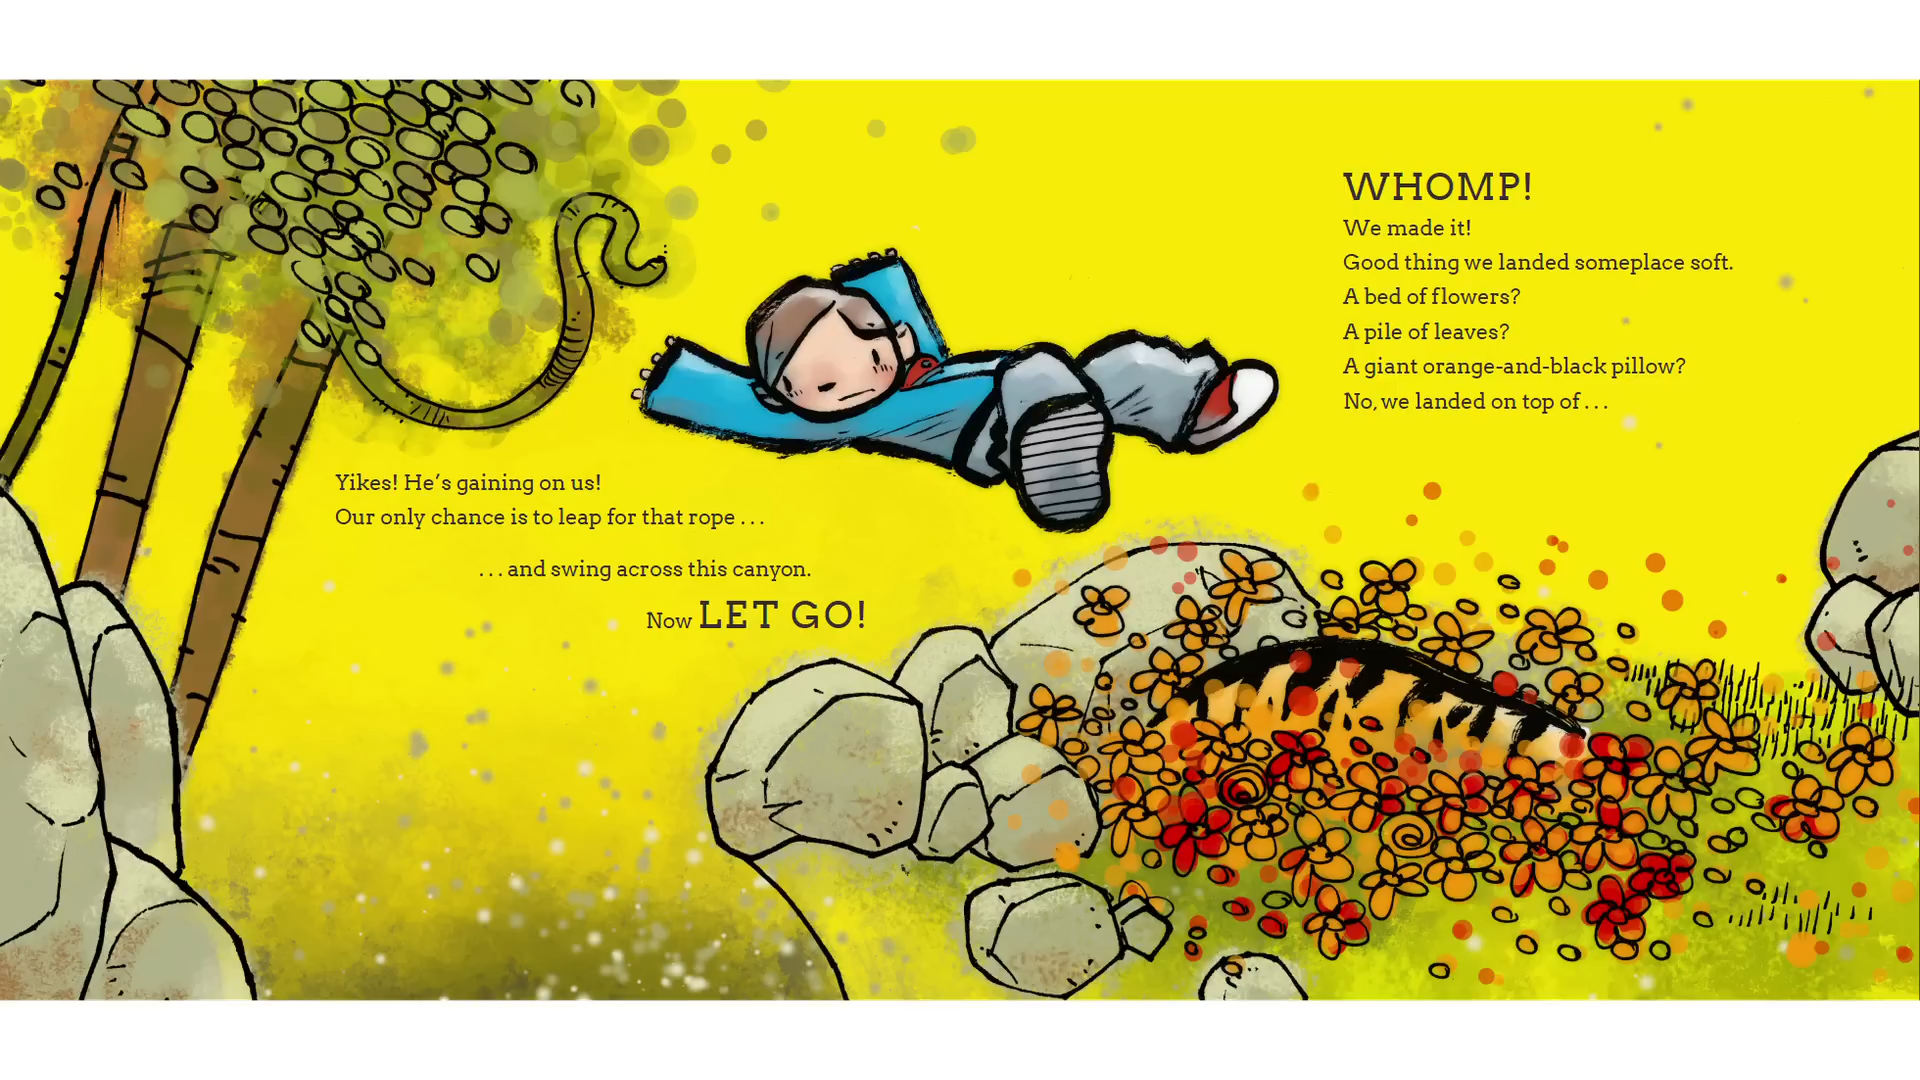 Yikes! He’s gaining on us!
Our only chance is to leap for that rope . . .
. . . and swing across this canyon.
Now LET GO!
WHOMP!
We made it!
Good thing we landed someplace soft.
A bed of flowers?
A pile of leaves?
A giant orange-and-black pillow?
No, we landed on top of . . .